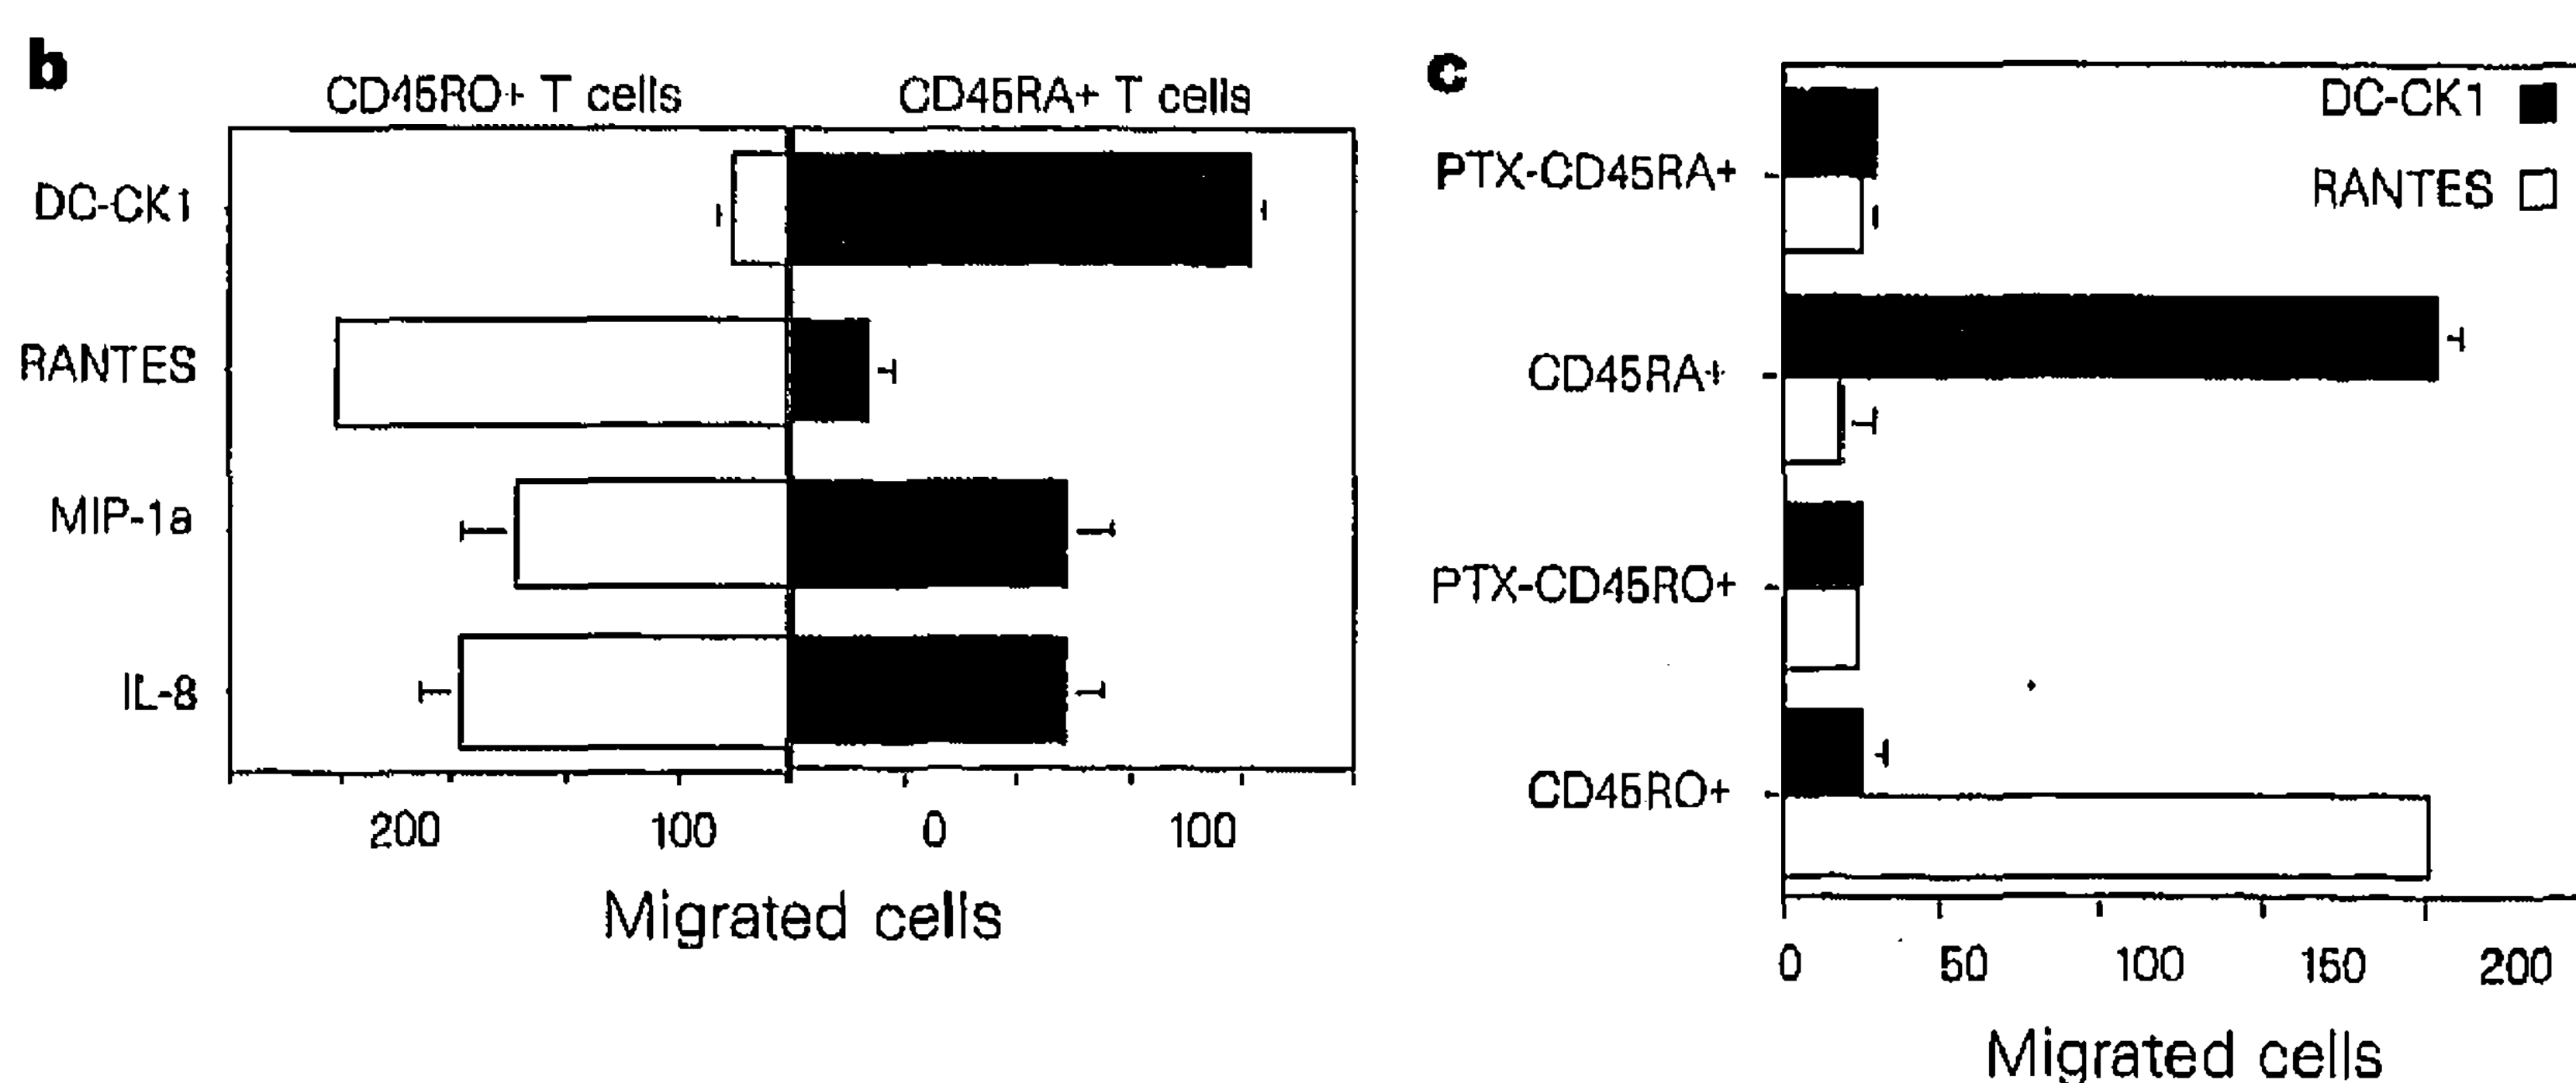 b
CD45RO+ T cells
CD45RA+ T cells
DC-CK1
RANTES
MIP-1a
IL-8
200 100 0 100
Migrated cells
c
DC-CK1
RANTES
PTX-CD45RA+
CD45RA+
PTX-CD45RO+
CD45RO+
0 50 100 150 200
Migrated cells